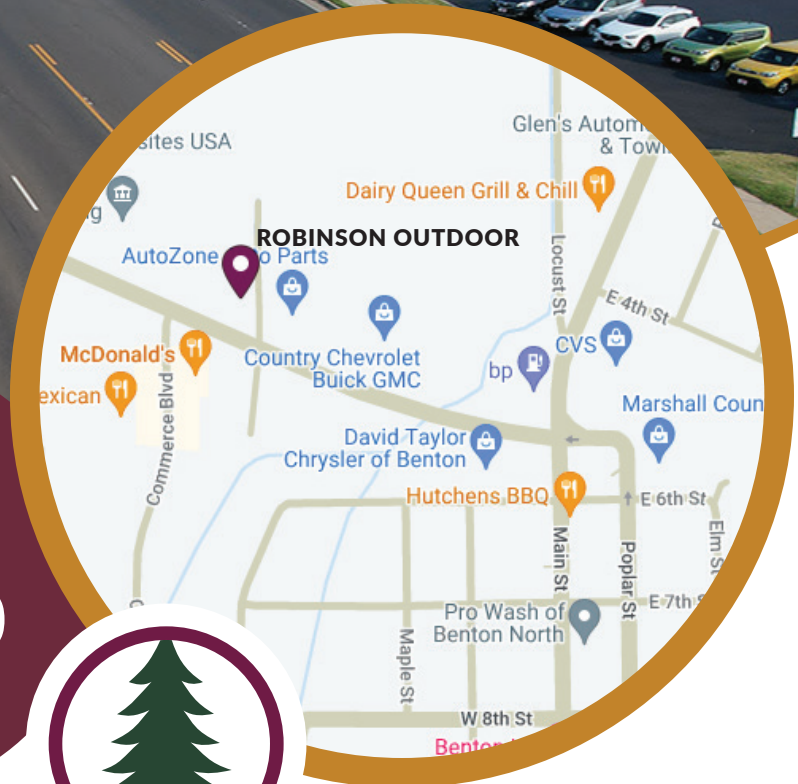 Glen's Autom
& Tow
sites USA
Dairy Queen Grill & Chill
g
ROBINSON OUTDOOR
AutoZone o Parts
Locust St
E 4th St
McDonald's
Country Chevrolet
Buick GMC
bp
CVS
exican
Marshall Coun
Commerce Blvd
David Taylor
Chrysler of Benton
Hutchens BBQ
E 6th St
Elm St
Main St
Poplar St
Pro Wash of
Benton North
E 7th S
Maple St
W 8th St
Benton